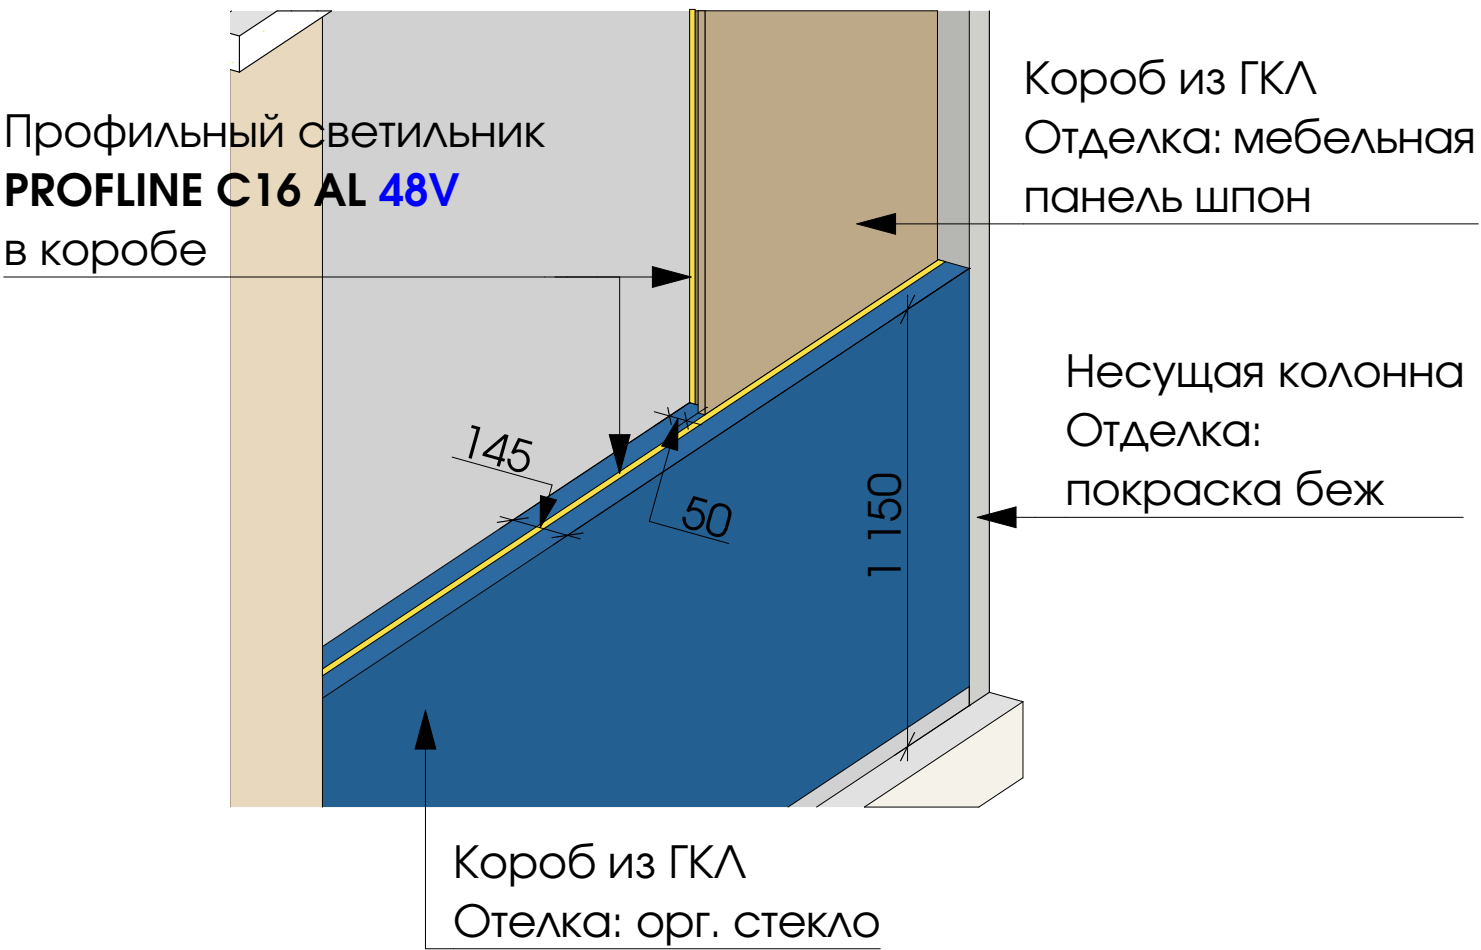 Профильный светильник
PROFLINE C16 AL 48V
в коробе
Короб из ГКЛ
Отделка: мебельная
панель шпон
Несущая колонна
Отделка:
покраска беж
145
50
1 150
Короб из ГКЛ
Отелка: орг. стекло